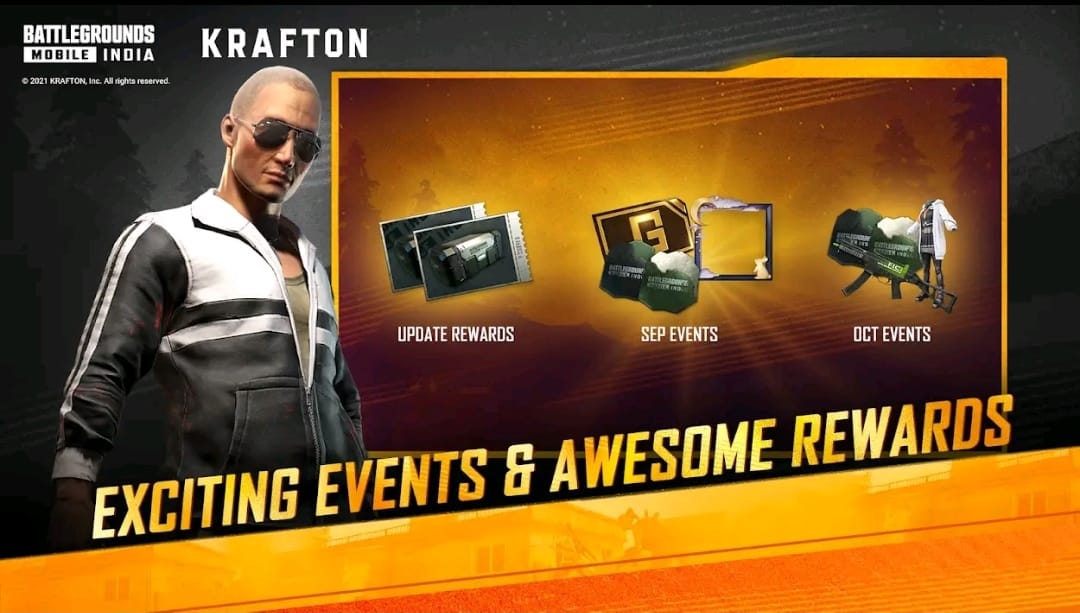 BATTLEGROUNDS
MOBILE INDIA
KRAFTON
© 2021 KRAFTON, Inc. All rights reserved.
UPDATE REWARDS
SEP EVENTS
OCT EVENTS
EXCITING EVENTS & AWESOME REWARDS